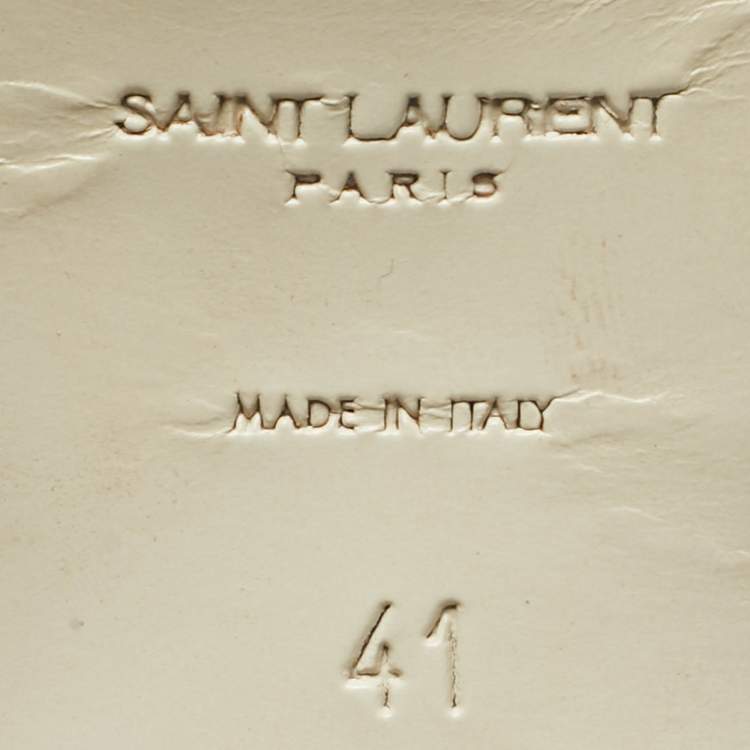 SAINT LAURENT
PARIS
MADE IN ITALY
41